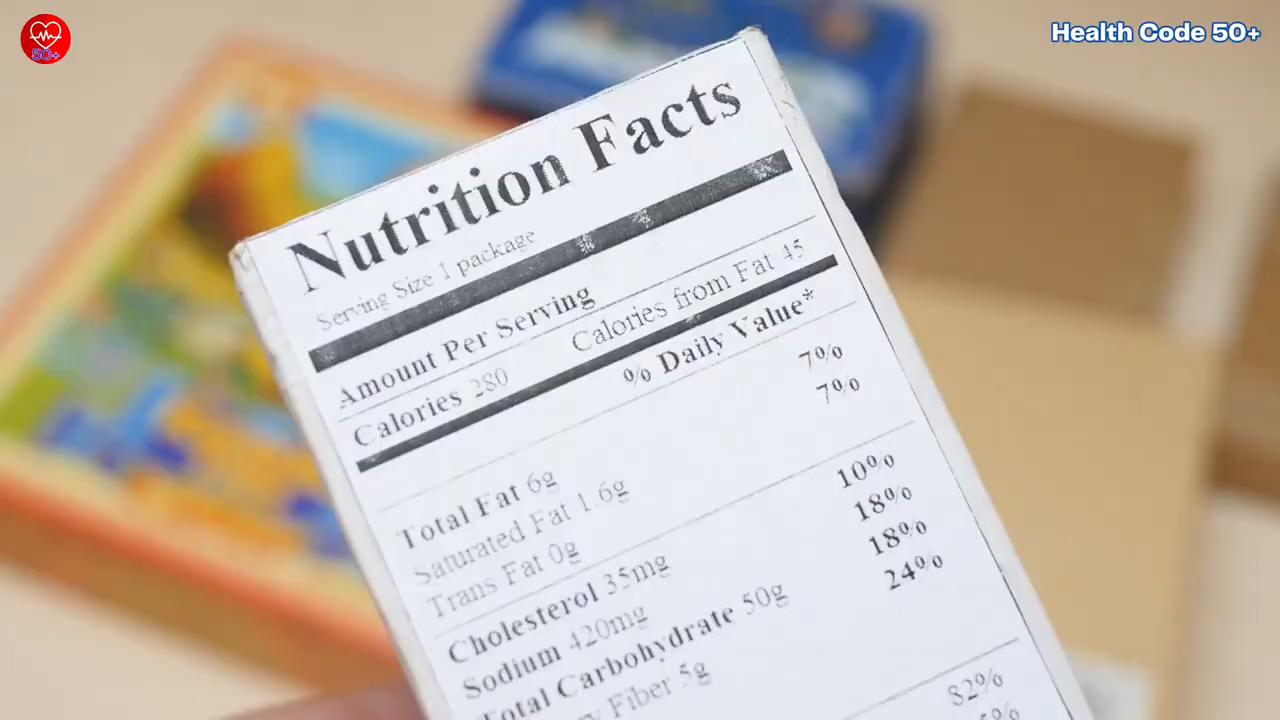 50+
Health Code 50+
Nutrition Facts
Serving Size 1 package
Amount Per Serving
Calories 280 Calories from Fat 45
% Daily Value*
7%
7%
Total Fat 6g
Saturated Fat 1.6g
Trans Fat 0g
10%
18%
18%
24%
Cholesterol 35mg
Sodium 420mg
Total Carbohydrate 50g
Fiber 5g
82%